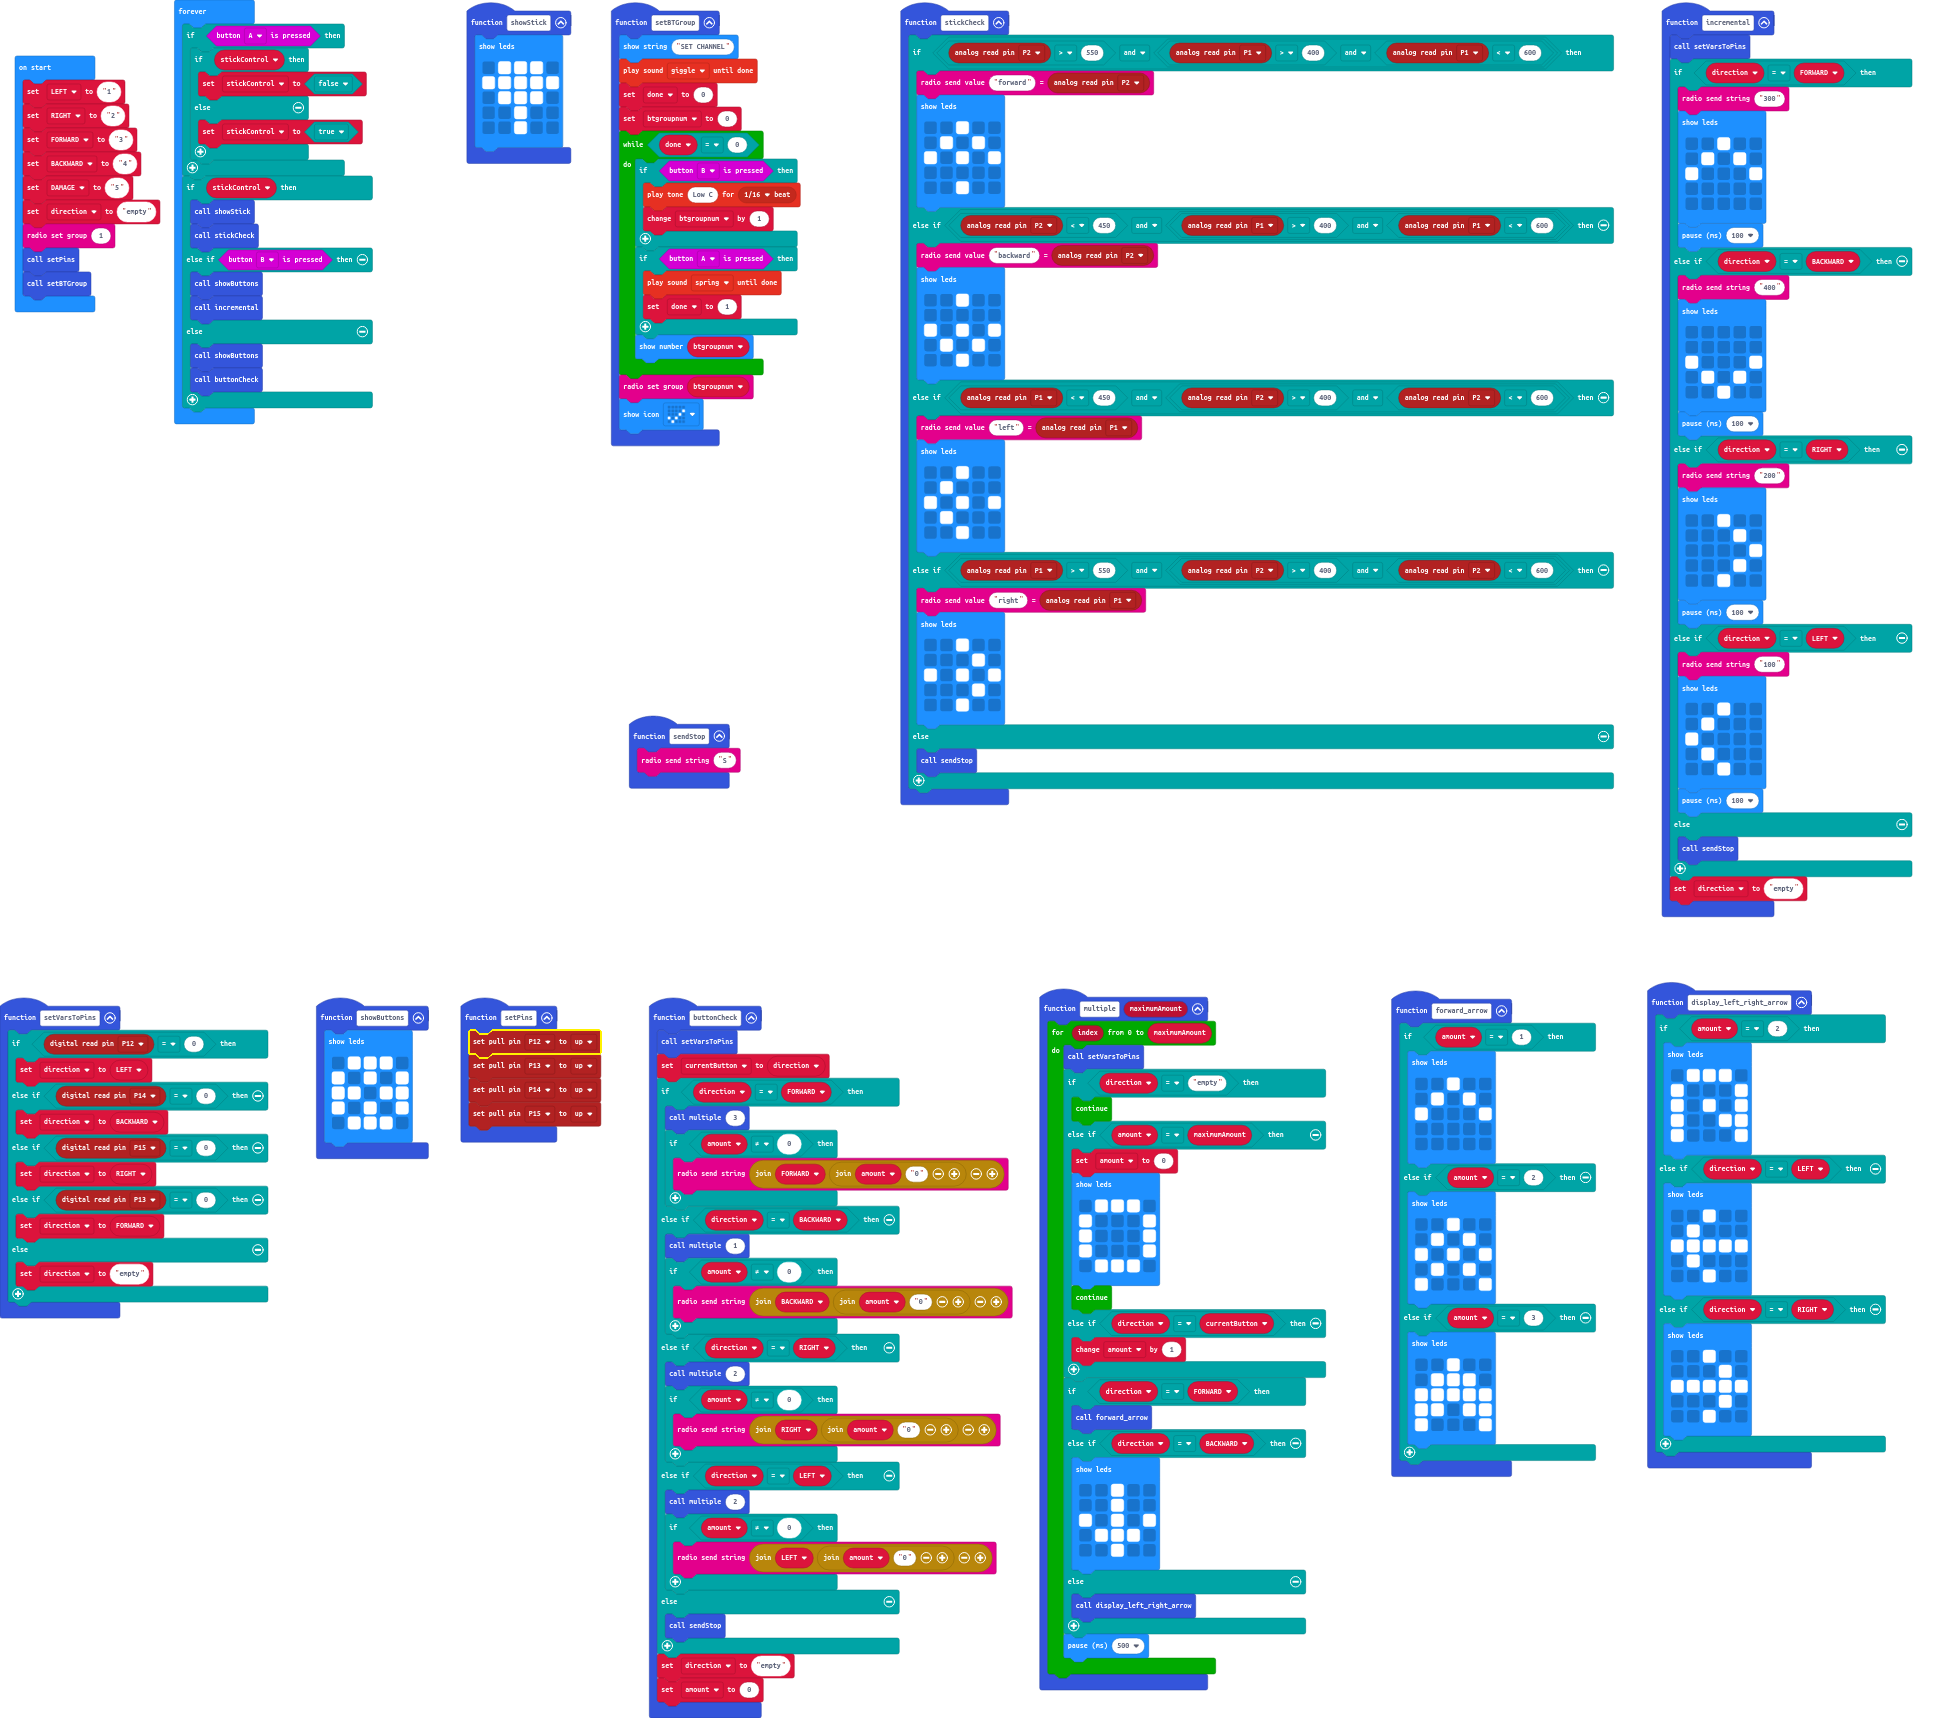 on start
set LEFT to "1"
set RIGHT to "2"
set FORWARD to "3"
set BACKWARD to "4"
set DAMAGE to "5"
set direction to "empty"
radio set group 1
call setPins
call setBTGroup
forever
if button A is pressed then
if stickControl then
set stickControl to false
else
set stickControl to true
if stickControl then
call showStick
call stickCheck
else if button B is pressed then
call showButtons
call incremental
else
call showButtons
call buttonCheck
function showStick
show leds
function setBTGroup
show string "SET CHANNEL"
play sound giggle until done
set done to 0
set btgroupnum to 0
while done = 0
do
if button B is pressed then
play tone Low C for 1/16 beat
change btgroupnum by 1
if button A is pressed then
play sound spring until done
set done to 1
show number btgroupnum
radio set group btgroupnum
show icon
function sendStop
radio send string "S"
function stickCheck
if analog read pin P2 > 550 and analog read pin P1 > 400 and analog read pin P1 < 600 then
radio send value "forward" = analog read pin P2
show leds
else if analog read pin P2 < 450 and analog read pin P1 > 400 and analog read pin P1 < 600 then
radio send value "backward" = analog read pin P2
show leds
else if analog read pin P1 < 450 and analog read pin P2 > 400 and analog read pin P2 < 600 then
radio send value "left" = analog read pin P1
show leds
else if analog read pin P1 > 550 and analog read pin P2 > 400 and analog read pin P2 < 600 then
radio send value "right" = analog read pin P1
show leds
else
call sendStop
function incremental
call setVarsToPins
if direction = FORWARD then
radio send string "300"
show leds
pause (ms) 100
else if direction = BACKWARD then
radio send string "400"
show leds
pause (ms) 100
else if direction = RIGHT then
radio send string "200"
show leds
pause (ms) 100
else if direction = LEFT then
radio send string "100"
show leds
pause (ms) 100
else
call sendStop
set direction to "empty"
function setVarsToPins
if digital read pin P12 = 0 then
set direction to LEFT
else if digital read pin P14 = 0 then
set direction to BACKWARD
else if digital read pin P15 = 0 then
set direction to RIGHT
else if digital read pin P13 = 0 then
set direction to FORWARD
else
set direction to "empty"
function showButtons
show leds
function setPins
set pull pin P12 to up
set pull pin P13 to up
set pull pin P14 to up
set pull pin P15 to up
function buttonCheck
call setVarsToPins
set currentButton to direction
if direction = FORWARD then
call multiple 3
if amount ≠ 0 then
radio send string join FORWARD join amount "0"
else if direction = BACKWARD then
call multiple 1
if amount ≠ 0 then
radio send string join BACKWARD join amount "0"
else if direction = RIGHT then
call multiple 2
if amount ≠ 0 then
radio send string join RIGHT join amount "0"
else if direction = LEFT then
call multiple 2
if amount ≠ 0 then
radio send string join LEFT join amount "0"
else
call sendStop
set direction to "empty"
set amount to 0
function multiple maximumAmount
for index from 0 to maximumAmount
do
call setVarsToPins
if direction = "empty" then
continue
else if amount = maximumAmount then
set amount to 0
show leds
continue
else if direction = currentButton then
change amount by 1
if direction = FORWARD then
call forward_arrow
else if direction = BACKWARD then
show leds
else
call display_left_right_arrow
pause (ms) 500
function forward_arrow
if amount = 1 then
show leds
else if amount = 2 then
show leds
else if amount = 3 then
show leds
function display_left_right_arrow
if amount = 2 then
show leds
else if direction = LEFT then
show leds
else if direction = RIGHT then
show leds